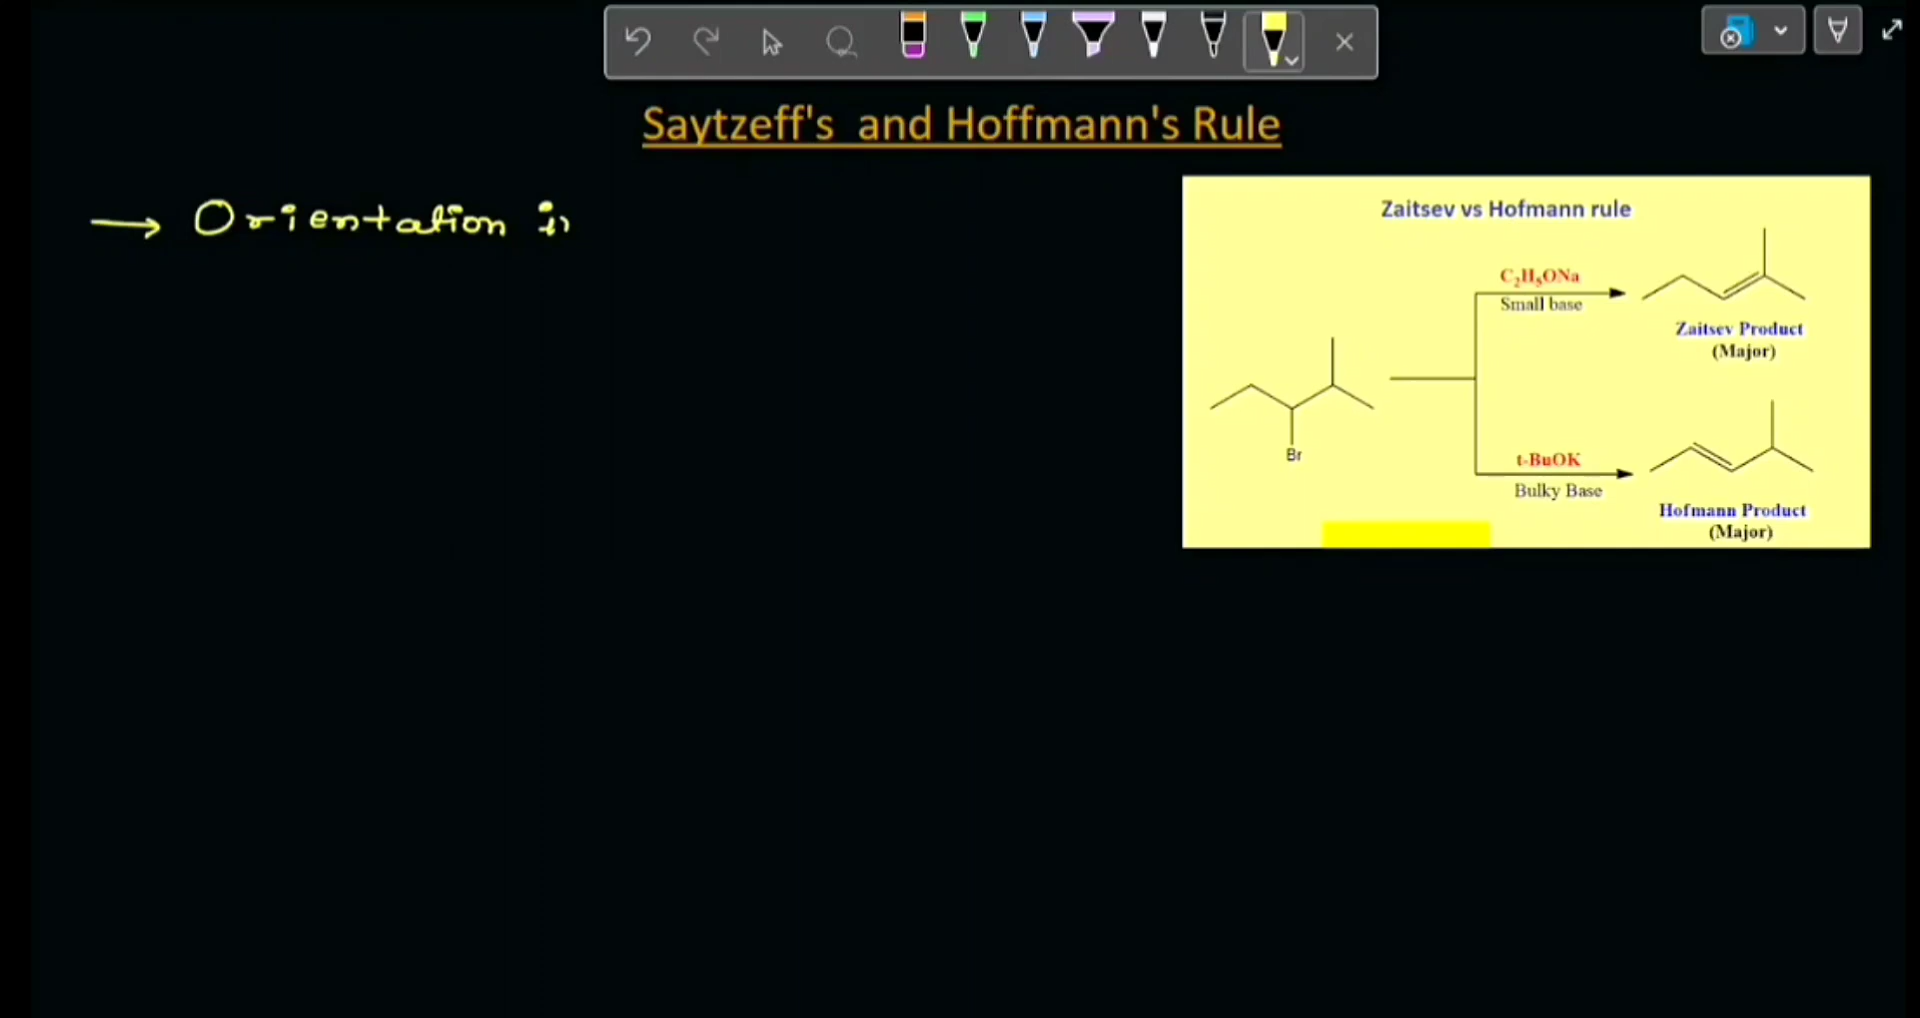 Saytzeff's and Hoffmann's Rule
→ Orientation in
Zaitsev vs Hofmann rule
C₂H₅ONa
Small base
Zaitsev Product
(Major)
Br
t-BuOK
Bulky Base
Hofmann Product
(Major)